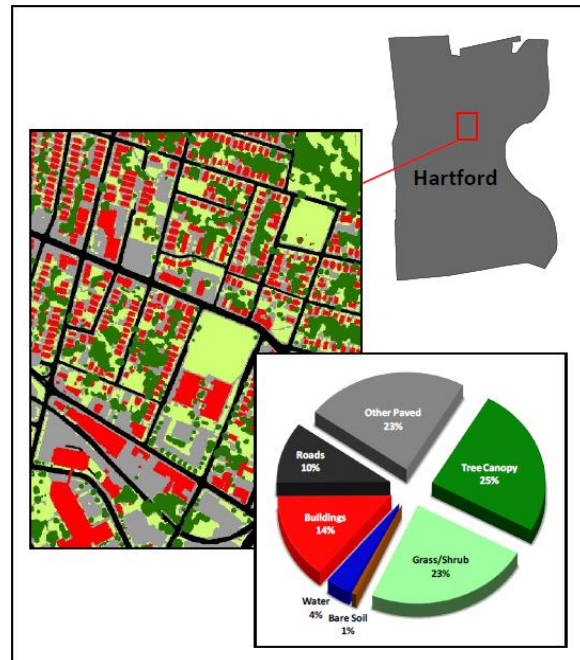 Hartford
Other Paved
23%
Tree Canopy
25%
Roads
10%
Buildings
14%
Grass/Shrub
23%
Water
4%
Bare Soil
1%